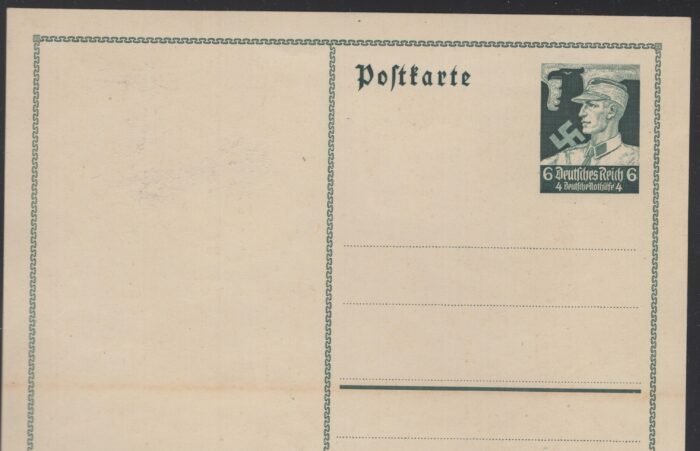 Postkarte
6 Deutsches Reich 6
4 Deutsche Nothilfe 4